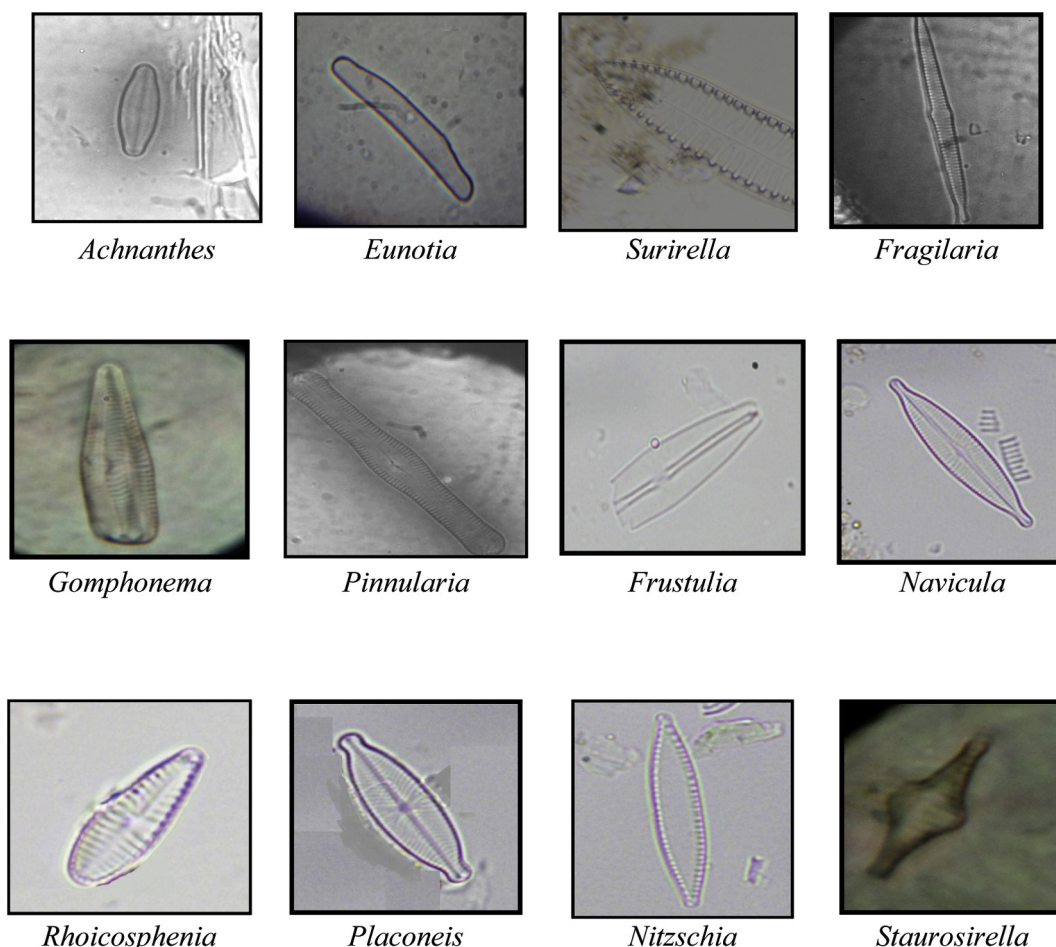 Achnanthes Eunotia Surirella Fragilaria
Gomphonema Pinnularia Frustulia Navicula
Rhoicosphenia Placoneis Nitzschia Staurosirella